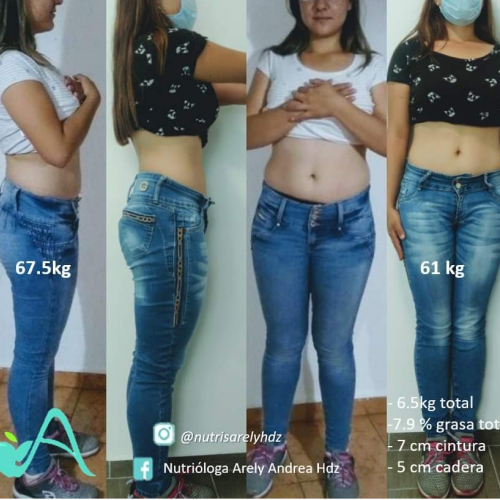 67.5kg
61 kg
- 6.5kg total
-7.9 % grasa tot
- 7 cm cintura
- 5 cm cadera
@nutrisarelyhdz
Nutrióloga Arely Andrea Hdz